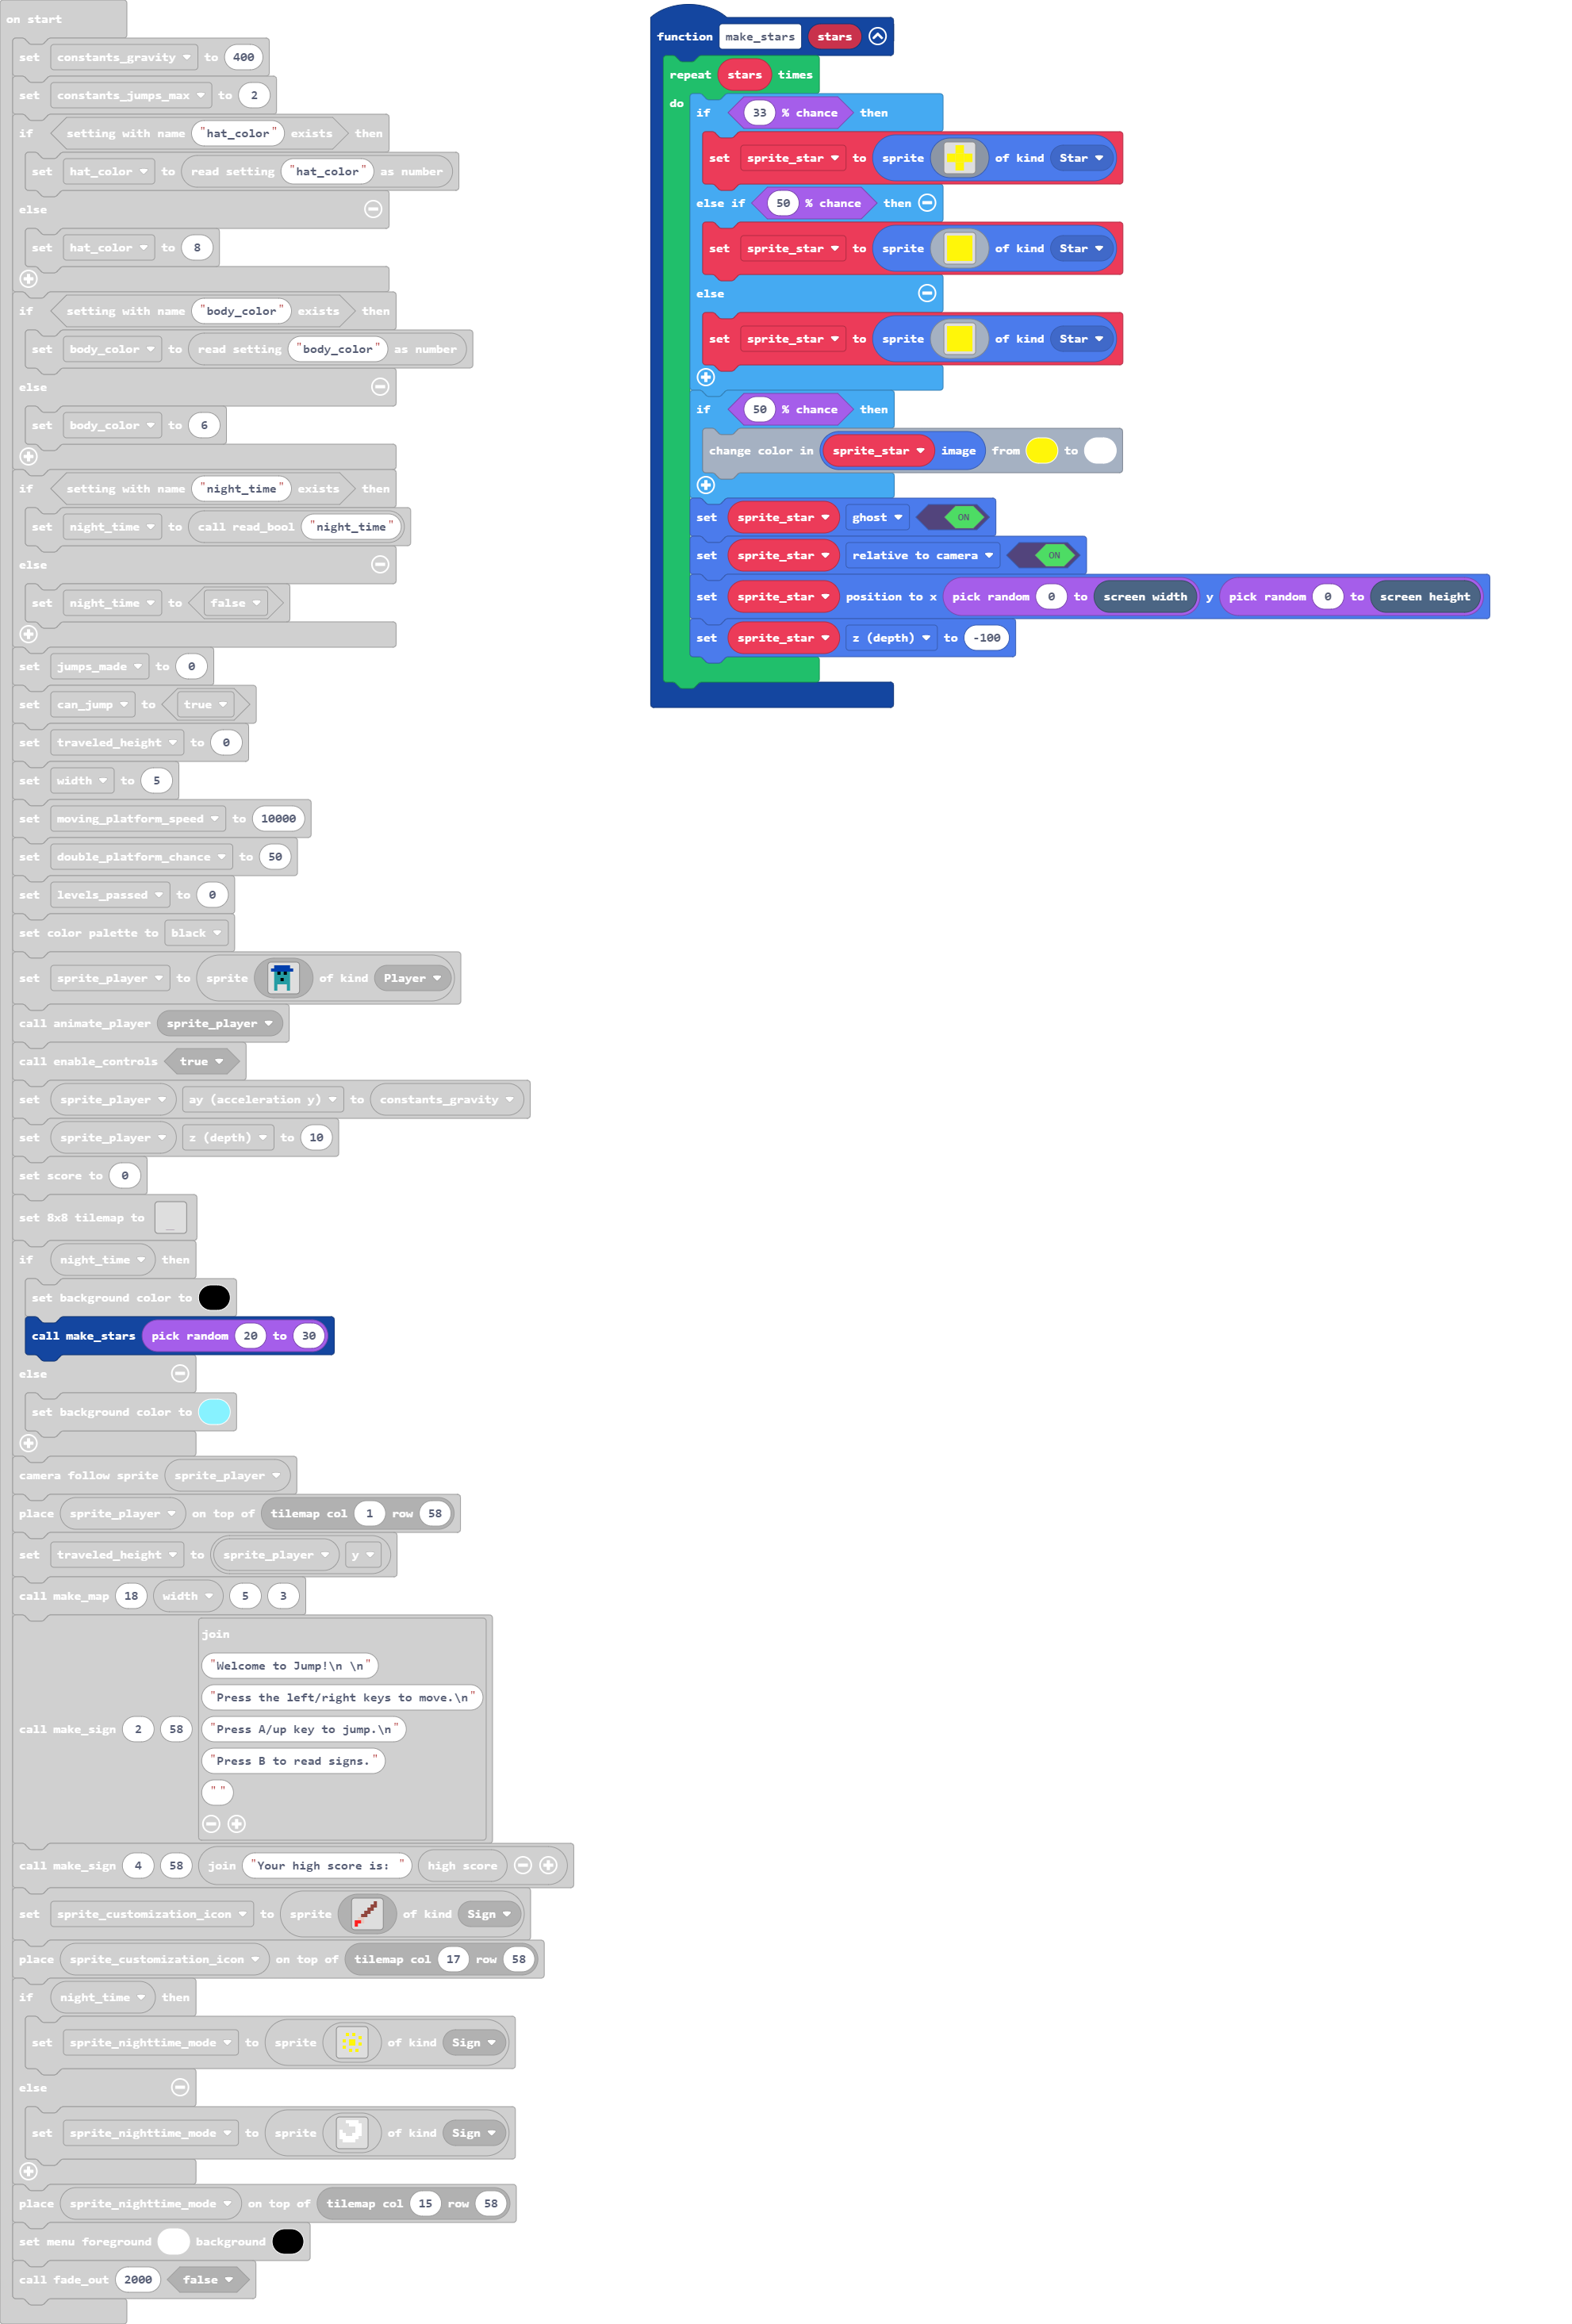 on start
set constants_gravity to 400
set constants_jumps_max to 2
if setting with name "hat_color" exists then
set hat_color to read setting "hat_color" as number
else
set hat_color to 8
if setting with name "body_color" exists then
set body_color to read setting "body_color" as number
else
set body_color to 6
if setting with name "night_time" exists then
set night_time to call read_bool "night_time"
else
set night_time to false
set jumps_made to 0
set can_jump to true
set traveled_height to 0
set width to 5
set moving_platform_speed to 10000
set double_platform_chance to 50
set levels_passed to 0
set color palette to black
set sprite_player to sprite of kind Player
call animate_player sprite_player
call enable_controls true
set sprite_player ay (acceleration y) to constants_gravity
set sprite_player z (depth) to 10
set score to 0
set 8x8 tilemap to
if night_time then
set background color to
call make_stars pick random 20 to 30
else
set background color to
camera follow sprite sprite_player
place sprite_player on top of tilemap col 1 row 58
set traveled_height to sprite_player y
call make_map 18 width 5 3
call make_sign 2 58 join
"Welcome to Jump!\n \n"
"Press the left/right keys to move.\n"
"Press A/up key to jump.\n"
"Press B to read signs."
""
call make_sign 4 58 join "Your high score is: " high score
set sprite_customization_icon to sprite of kind Sign
place sprite_customization_icon on top of tilemap col 17 row 58
if night_time then
set sprite_nighttime_mode to sprite of kind Sign
else
set sprite_nighttime_mode to sprite of kind Sign
place sprite_nighttime_mode on top of tilemap col 15 row 58
set menu foreground background
call fade_out 2000 false
function make_stars stars
repeat stars times
do
if 33 % chance then
set sprite_star to sprite of kind Star
else if 50 % chance then
set sprite_star to sprite of kind Star
else
set sprite_star to sprite of kind Star
if 50 % chance then
change color in sprite_star image from to
set sprite_star ghost ON
set sprite_star relative to camera ON
set sprite_star position to x pick random 0 to screen width y pick random 0 to screen height
set sprite_star z (depth) to -100